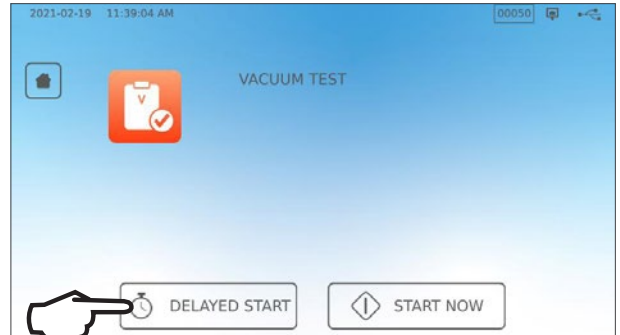 2021-02-19 11:39:04 AM 00050
VACUUM TEST
V
DELAYED START START NOW